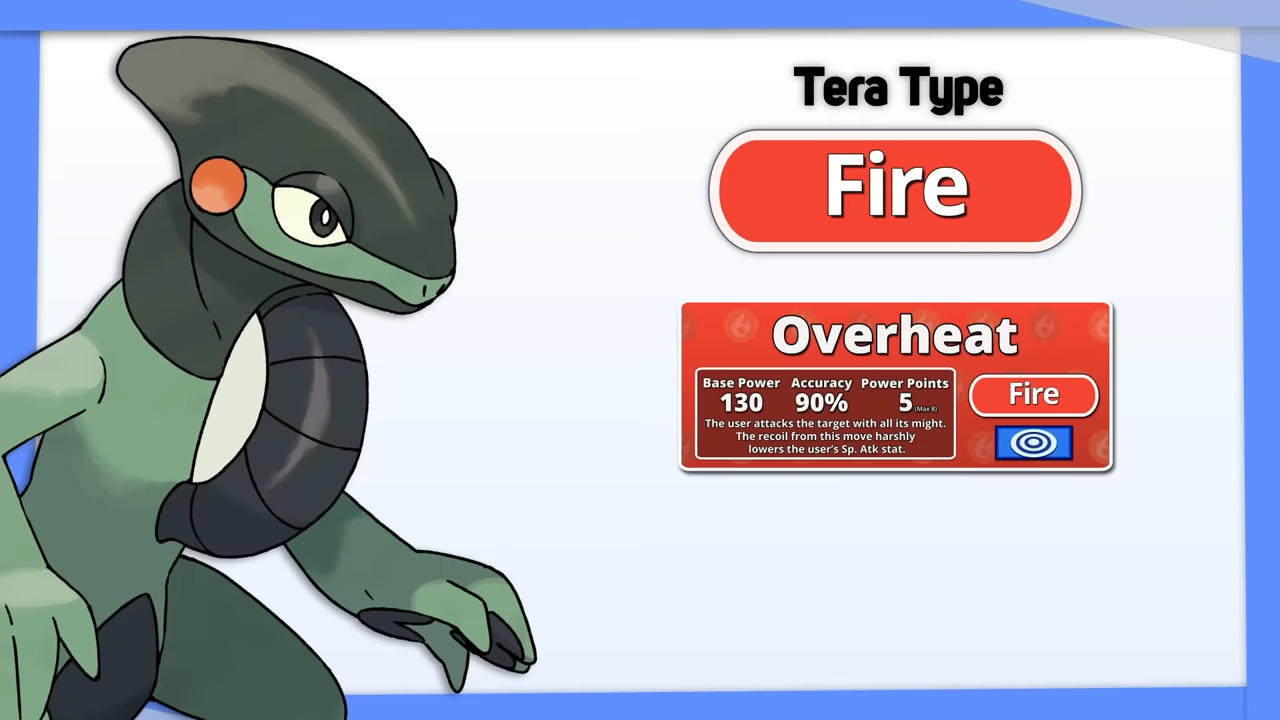 Tera Type
Fire
Overheat
Base Power Accuracy Power Points
130 90% 5 (Max 8)
The user attacks the target with all its might.
The recoil from this move harshly
lowers the user's Sp. Atk stat.
Fire